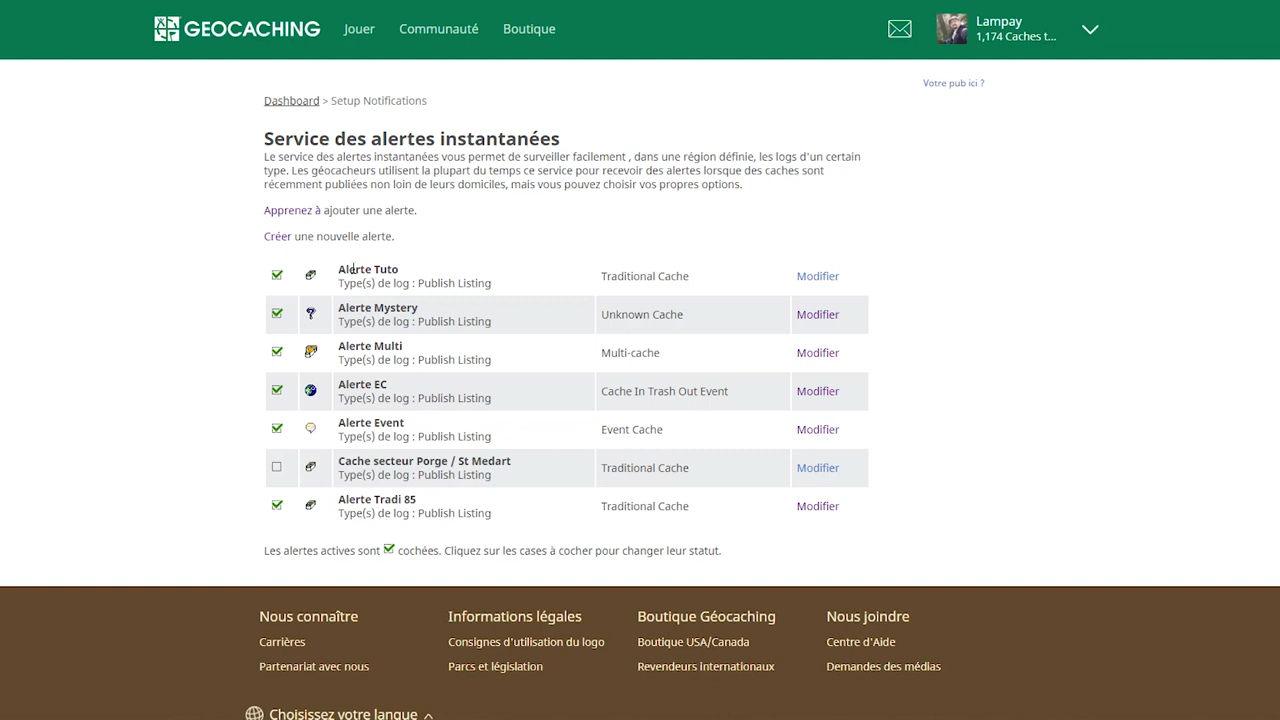 GEOCACHING Jouer Communauté Boutique
Lampay
1,174 Caches t...
Votre pub ici ?
Dashboard > Setup Notifications
Service des alertes instantanées
Le service des alertes instantanées vous permet de surveiller facilement , dans une région définie, les logs d'un certain
type. Les géocacheurs utilisent la plupart du temps ce service pour recevoir des alertes lorsque des caches sont
récemment publiées non loin de leurs domiciles, mais vous pouvez choisir vos propres options.
Apprenez à ajouter une alerte.
Créer une nouvelle alerte.
Alerte Tuto
Type(s) de log : Publish Listing
Traditional Cache
Modifier
Alerte Mystery
Type(s) de log : Publish Listing
Unknown Cache
Modifier
Alerte Multi
Type(s) de log : Publish Listing
Multi-cache
Modifier
Alerte EC
Type(s) de log : Publish Listing
Cache In Trash Out Event
Modifier
Alerte Event
Type(s) de log : Publish Listing
Event Cache
Modifier
Cache secteur Porge / St Medart
Type(s) de log : Publish Listing
Traditional Cache
Modifier
Alerte Tradi 85
Type(s) de log : Publish Listing
Traditional Cache
Modifier
Les alertes actives sont cochées. Cliquez sur les cases à cocher pour changer leur statut.
Nous connaître
Carrières
Partenariat avec nous
Informations légales
Consignes d'utilisation du logo
Parcs et législation
Boutique Géocaching
Boutique USA/Canada
Revendeurs internationaux
Nous joindre
Centre d'Aide
Demandes des médias
Choisissez votre langue